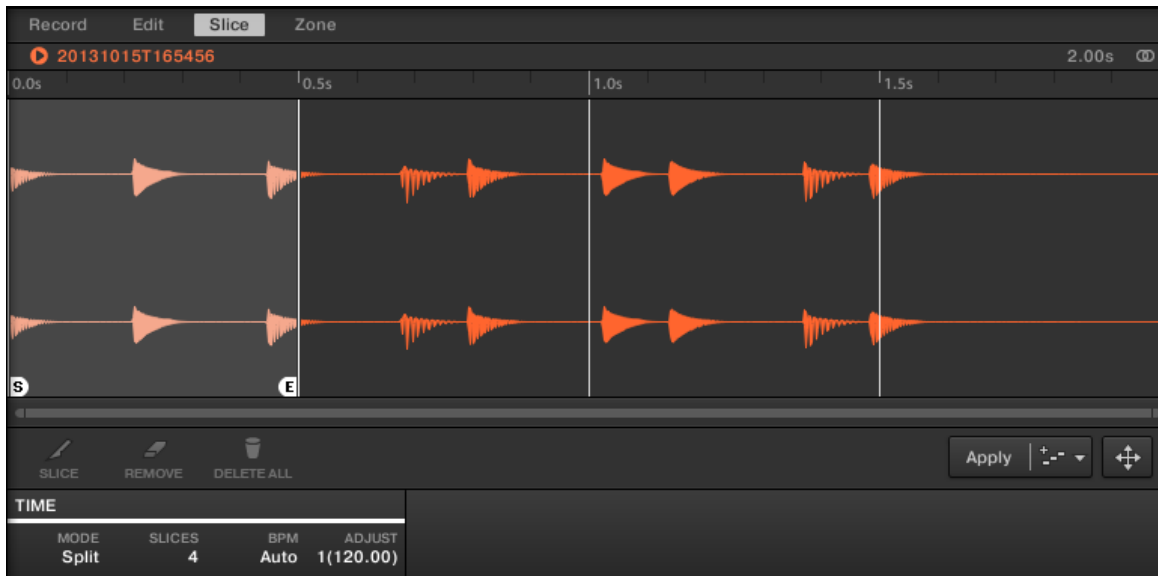 Record Edit Slice Zone
20131015T165456 2.00s
0.0s 0.5s 1.0s 1.5s
S E
SLICE REMOVE DELETE ALL Apply
TIME
MODE SLICES BPM ADJUST
Split 4 Auto 1(120.00)